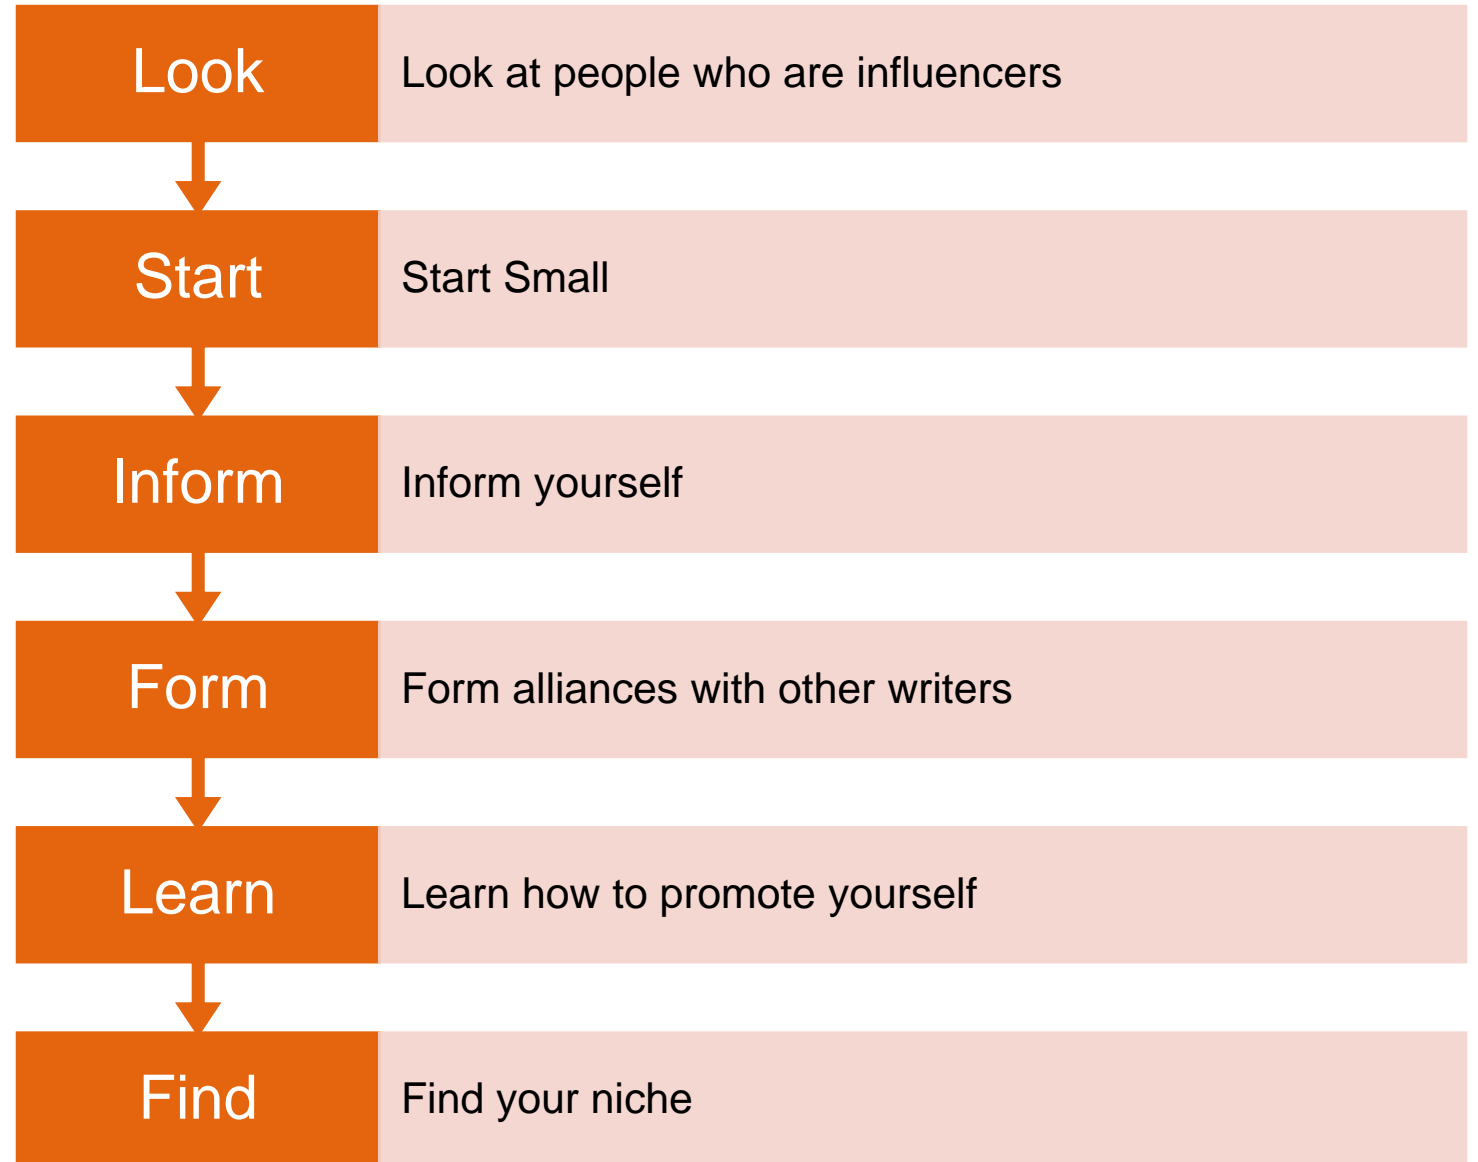 Look
Look at people who are influencers
Start
Start Small
Inform
Inform yourself
Form
Form alliances with other writers
Learn
Learn how to promote yourself
Find
Find your niche